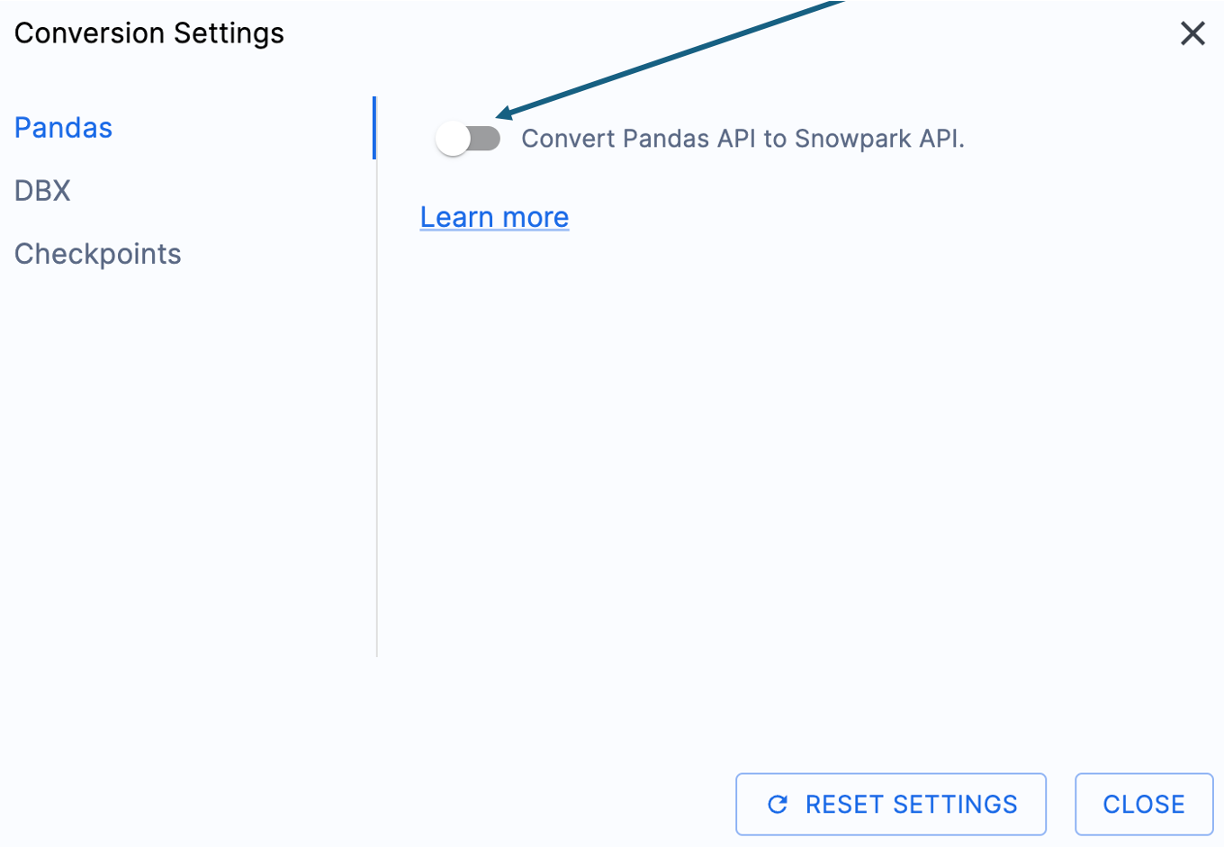 Conversion Settings
Pandas
DBX
Checkpoints
Convert Pandas API to Snowpark API.
Learn more
RESET SETTINGS
CLOSE